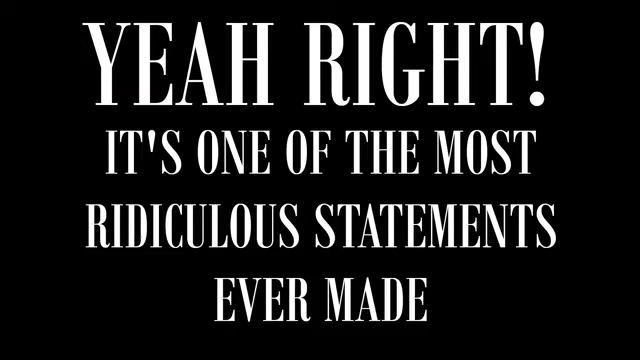 YEAH RIGHT!
IT'S ONE OF THE MOST
RIDICULOUS STATEMENTS
EVER MADE